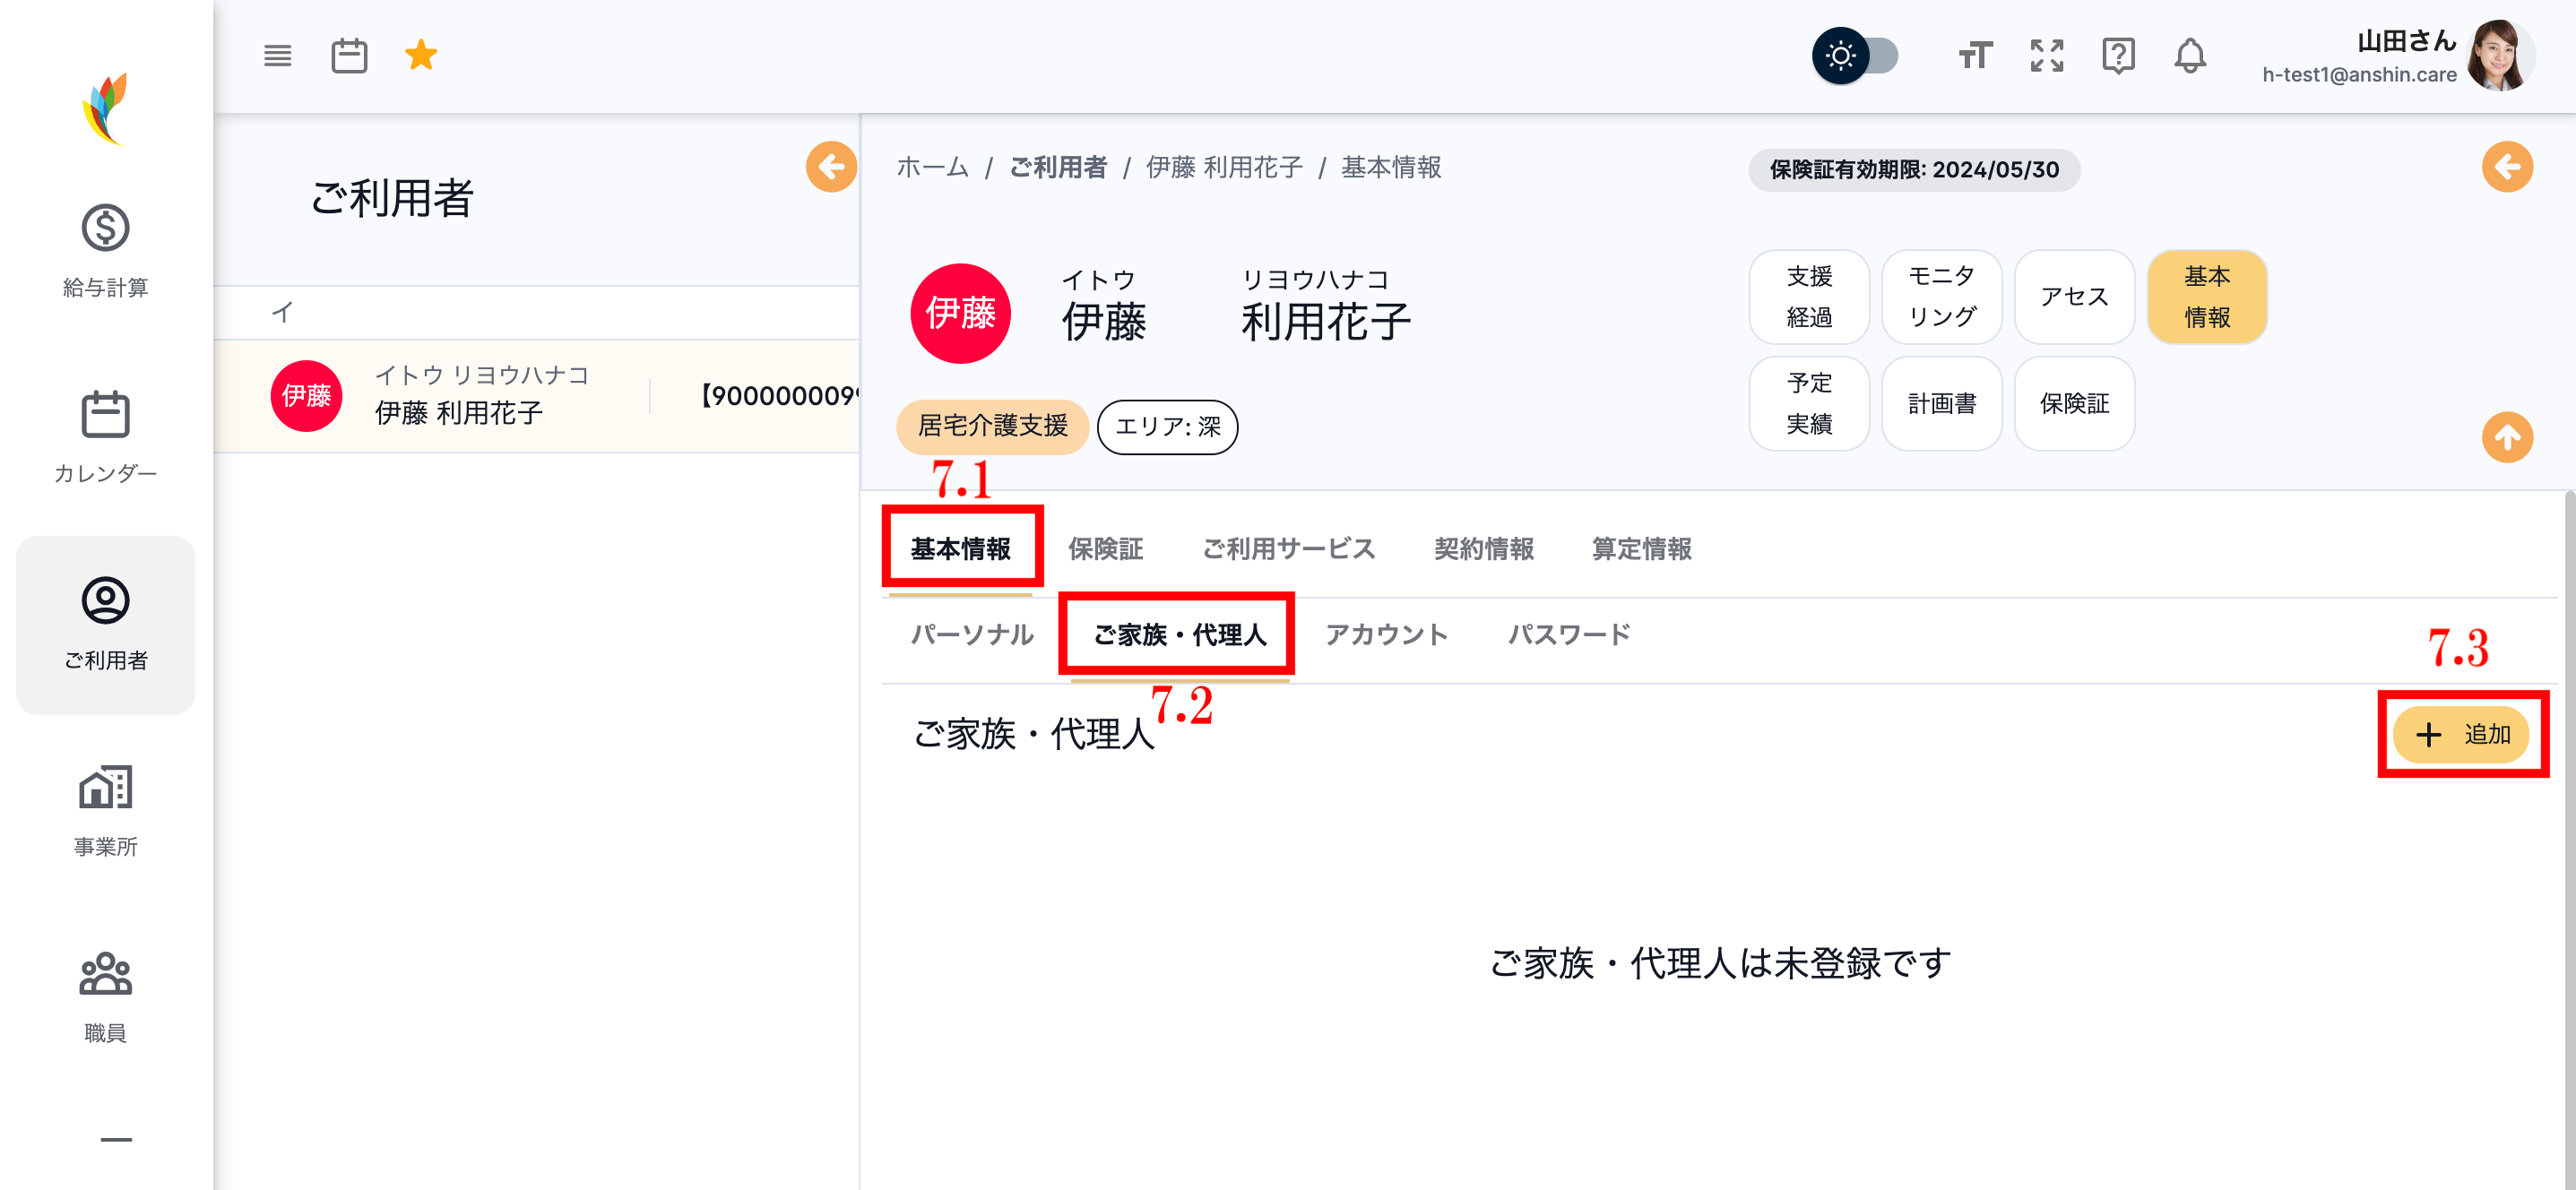 山田さん
h-test1@anshin.care
給与計算
カレンダー
ご利用者
事業所
職員
ご利用者
イ
伊藤
イトウ リヨウハナコ
伊藤 利用花子
【900000009
ホーム / ご利用者 / 伊藤 利用花子 / 基本情報
保険証有効期限: 2024/05/30
伊藤
イトウ リヨウハナコ
伊藤 利用花子
居宅介護支援
エリア: 深
支援
経過
モニタ
リング
アセス
基本
情報
予定
実績
計画書
保険証
7.1
基本情報 保険証 ご利用サービス 契約情報 算定情報
パーソナル ご家族・代理人 アカウント パスワード
7.2
7.3
ご家族・代理人
+ 追加
ご家族・代理人は未登録です